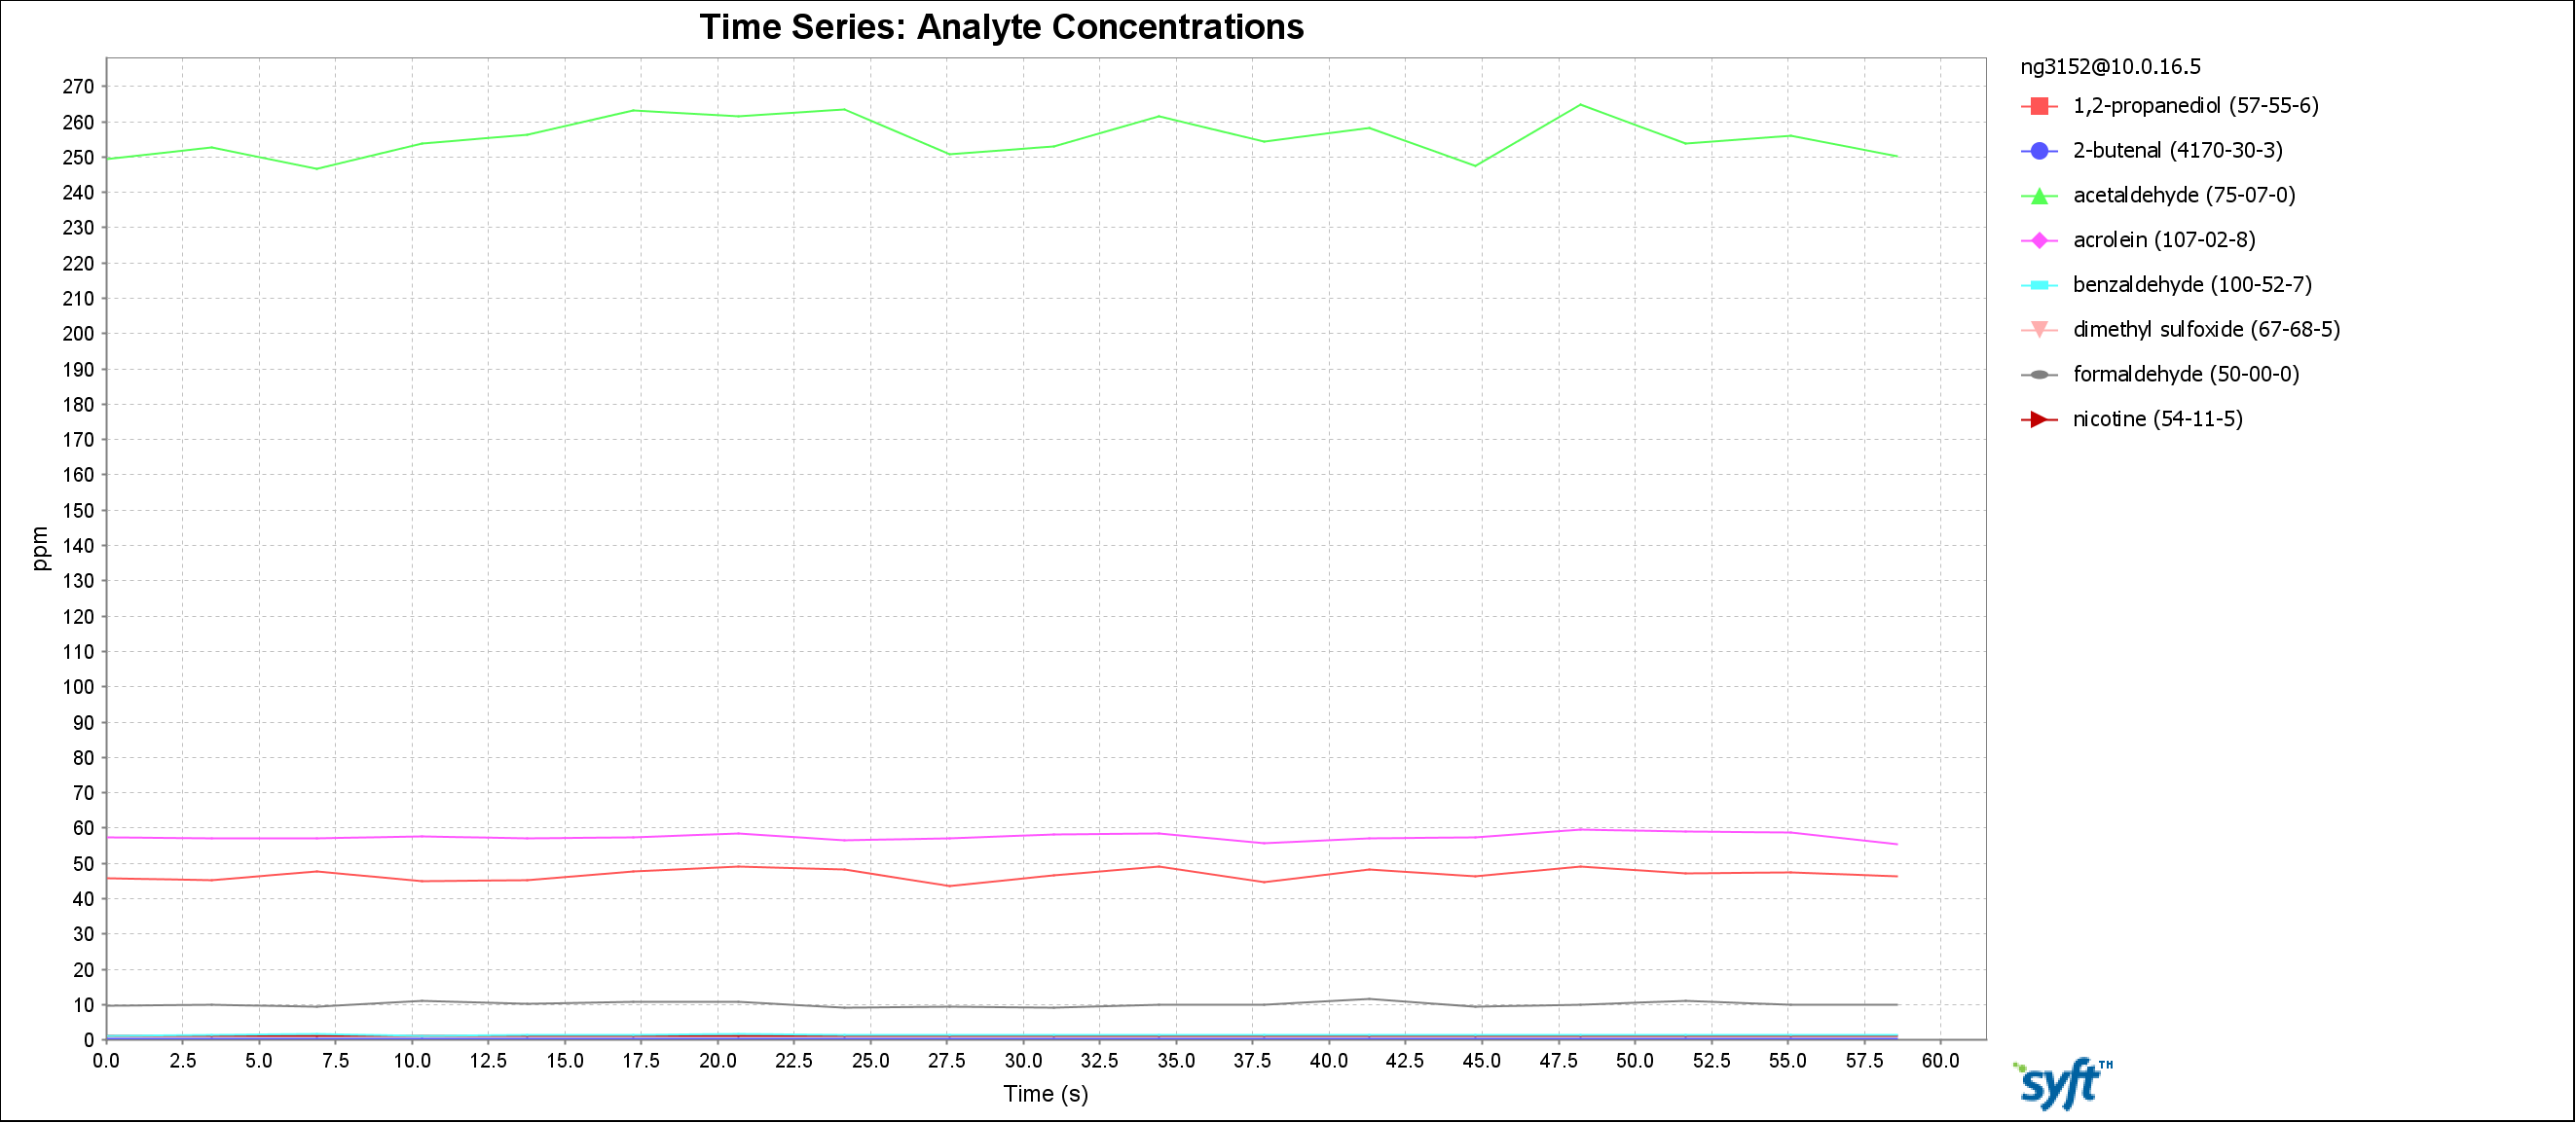 Time Series: Analyte Concentrations
270
260
250
240
230
220
210
200
190
180
170
160
150
140
130
120
110
100
90
80
70
60
50
40
30
20
10
0
ppm
0.0 2.5 5.0 7.5 10.0 12.5 15.0 17.5 20.0 22.5 25.0 27.5 30.0 32.5 35.0 37.5 40.0 42.5 45.0 47.5 50.0 52.5 55.0 57.5 60.0
Time (s)
ng3152@10.0.16.5
1,2-propanediol (57-55-6)
2-butenal (4170-30-3)
acetaldehyde (75-07-0)
acrolein (107-02-8)
benzaldehyde (100-52-7)
dimethyl sulfoxide (67-68-5)
formaldehyde (50-00-0)
nicotine (54-11-5)
syft™